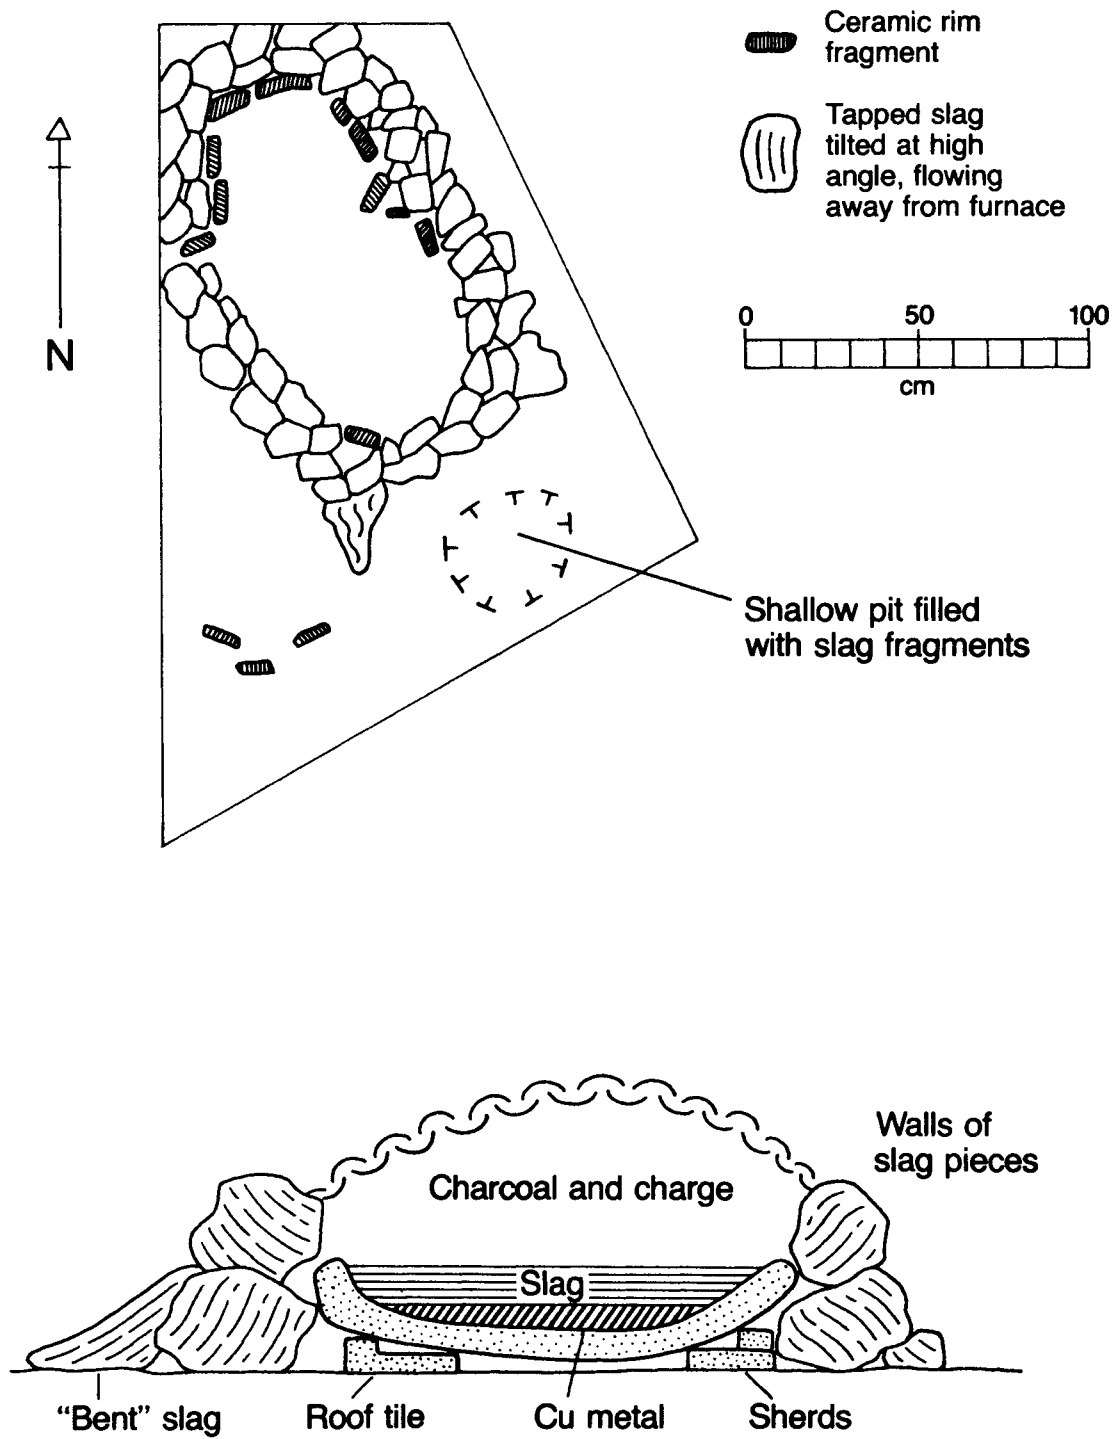 Ceramic rim
fragment
Tapped slag
tilted at high
angle, flowing
away from furnace
N
0 50 100
cm
Shallow pit filled
with slag fragments
Walls of
slag pieces
Charcoal and charge
Slag
"Bent" slag
Roof tile
Cu metal
Sherds